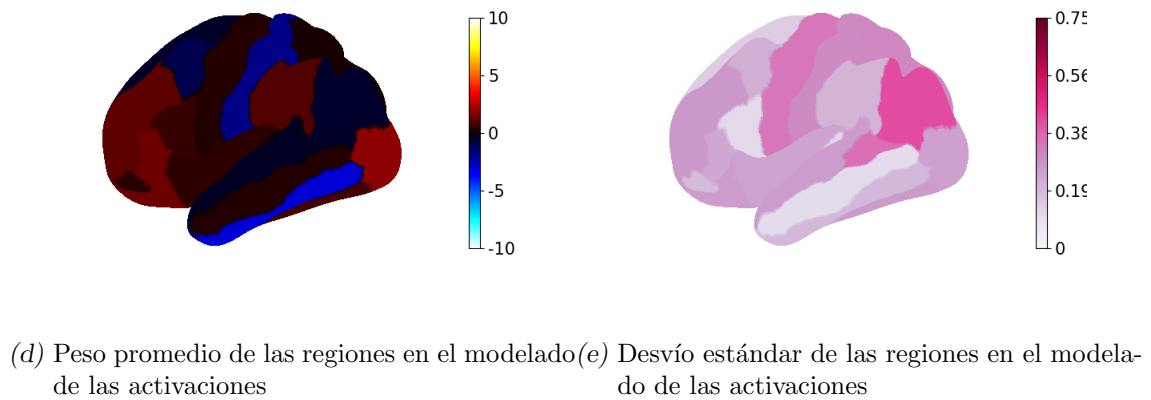 10
5
0
-5
-10
0.75
0.56
0.38
0.19
0
(d) Peso promedio de las regiones en el modelado
de las activaciones
(e) Desvío estándar de las regiones en el modela-
do de las activaciones